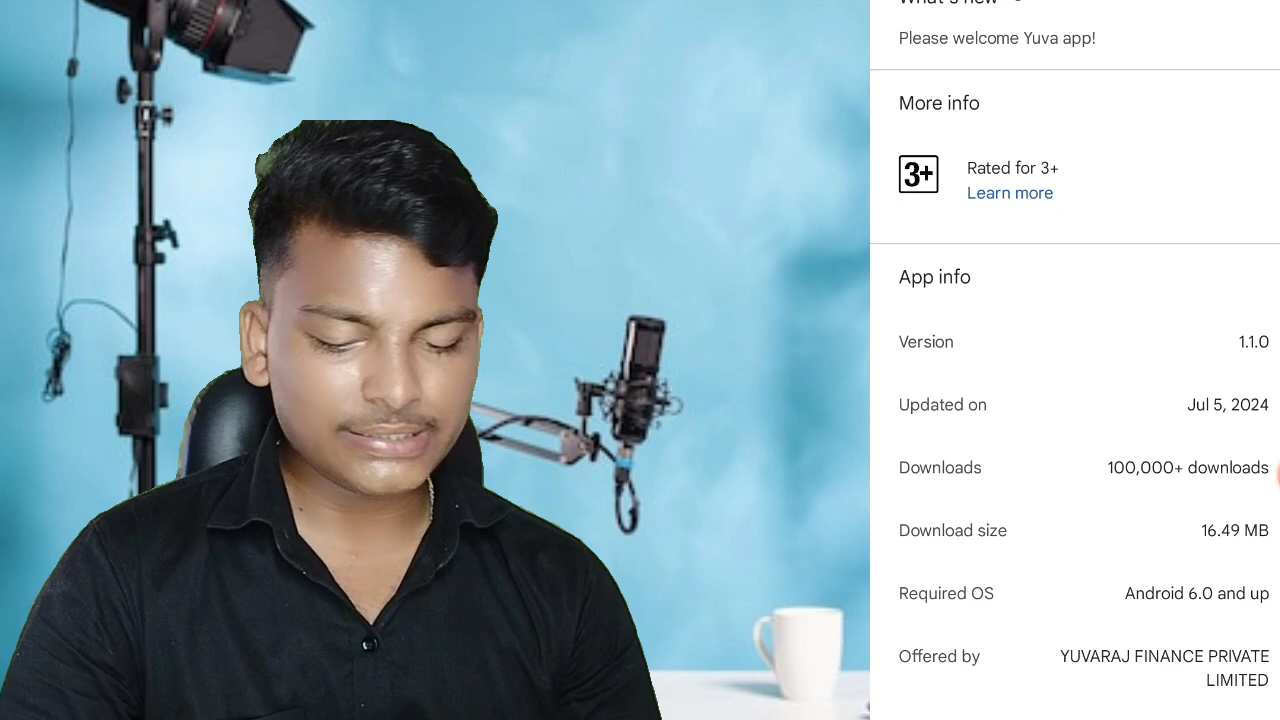 What's new
Please welcome Yuva app!
More info
3+
Rated for 3+
Learn more
App info
Version 1.1.0
Updated on Jul 5, 2024
Downloads 100,000+ downloads
Download size 16.49 MB
Required OS Android 6.0 and up
Offered by YUVARAJ FINANCE PRIVATE
LIMITED